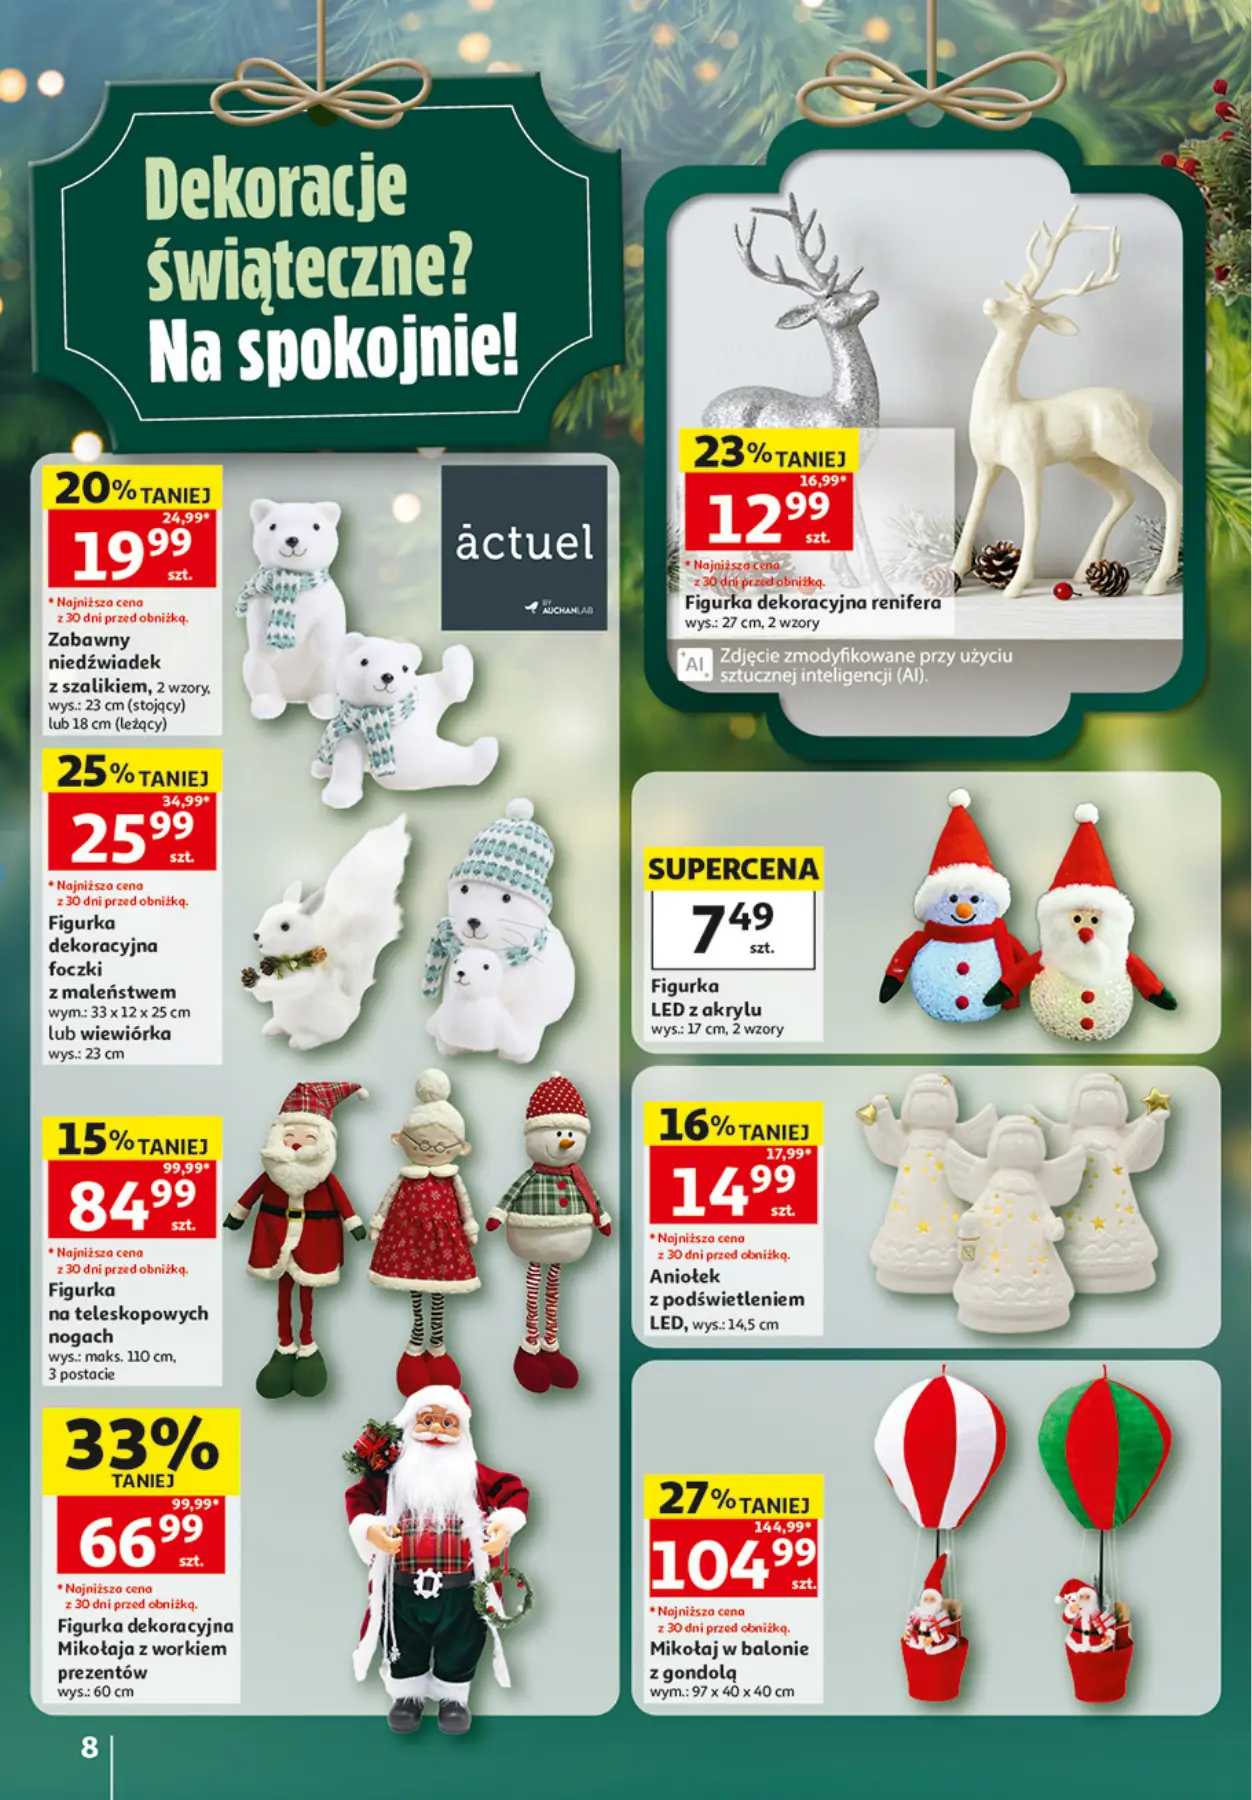 Dekoracje
świąteczne?
Na spokojnie!
20% TANIEJ
24,99*
19 99
szt.
* Najniższa cena
z 30 dni przed obniżką.
Zabawny
niedźwiadek
z szalikiem, 2 wzory,
wys.: 23 cm (stojący)
lub 18 cm (leżący)
āctuel
BY
AUCHANLAB
25% TANIEJ
34,99*
25 99
szt.
* Najniższa cena
z 30 dni przed obniżką.
Figurka
dekoracyjna
foczki
z maleństwem
wym.: 33 x 12 x 25 cm
lub wiewiórka
wys.: 23 cm
15% TANIEJ
99,99*
84 99
szt.
* Najniższa cena
z 30 dni przed obniżką.
Figurka
na teleskopowych
nogach
wys.: maks. 110 cm,
3 postacie
33%
TANIEJ
99,99*
66 99
szt.
* Najniższa cena
z 30 dni przed obniżką.
Figurka dekoracyjna
Mikołaja z workiem
prezentów
wys.: 60 cm
23% TANIEJ
16,99*
12 99
szt.
* Najniższa cena
z 30 dni przed obniżką.
Figurka dekoracyjna renifera
wys.: 27 cm, 2 wzory
AI
Zdjęcie zmodyfikowane przy użyciu
sztucznej inteligencji (AI).
SUPERCENA
7 49
szt.
Figurka
LED z akrylu
wys.: 17 cm, 2 wzory
16% TANIEJ
17,99*
14 99
szt.
* Najniższa cena
z 30 dni przed obniżką.
Aniołek
z podświetleniem
LED, wys.: 14,5 cm
27% TANIEJ
144,99*
104 99
szt.
* Najniższa cena
z 30 dni przed obniżką.
Mikołaj w balonie
z gondolą
wym.: 97 x 40 x 40 cm
8